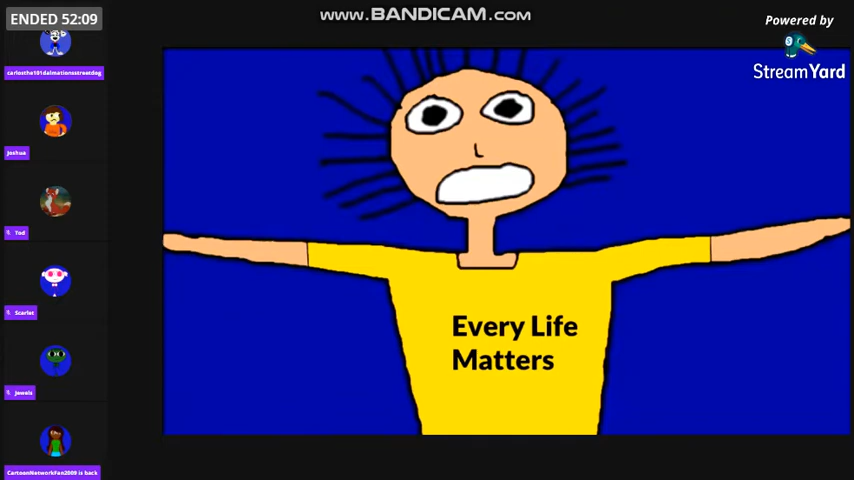 ENDED 52:09
www.BANDICAM.com
Powered by
StreamYard
carlosthe101dalmationsstreetdog
Joshua
Tod
Scarlet
Jewels
CartoonNetworkFan2009 is back
Every Life
Matters